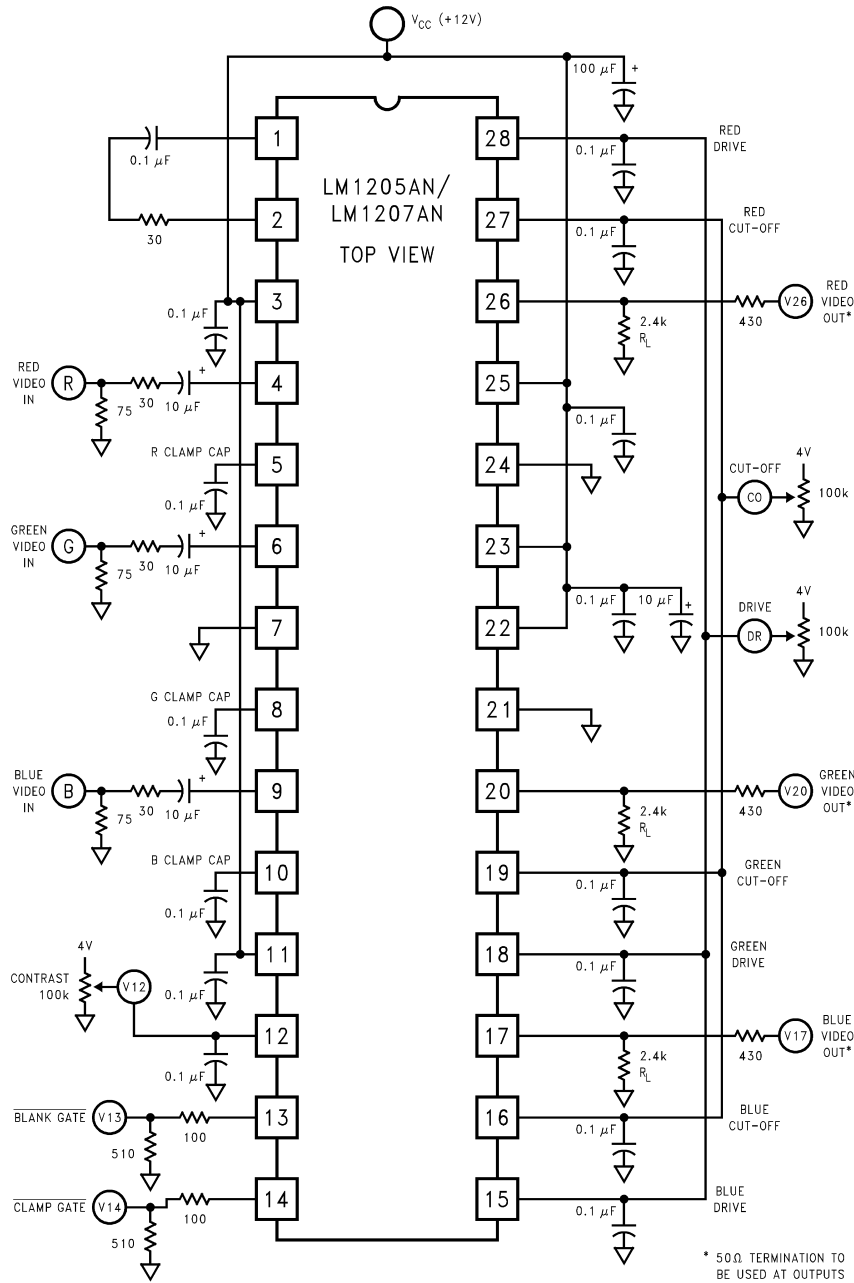 VCC (+12V)
100 µF +
0.1 µF
1
28
0.1 µF
RED
DRIVE
LM1205AN/
LM1207AN
TOP VIEW
30
2
27
0.1 µF
RED
CUT-OFF
0.1 µF
3
26
2.4k
RL
430
V26
RED
VIDEO
OUT*
RED
VIDEO
IN
R
75
30
10 µF
+
4
25
0.1 µF
R CLAMP CAP
0.1 µF
5
24
CUT-OFF
CO
4V
100k
GREEN
VIDEO
IN
G
75
30
10 µF
+
6
23
0.1 µF
10 µF
+
7
22
DRIVE
DR
4V
100k
G CLAMP CAP
0.1 µF
8
21
BLUE
VIDEO
IN
B
75
30
10 µF
+
9
20
2.4k
RL
430
V20
GREEN
VIDEO
OUT*
B CLAMP CAP
0.1 µF
10
19
0.1 µF
GREEN
CUT-OFF
0.1 µF
11
18
0.1 µF
GREEN
DRIVE
4V
CONTRAST
100k
V12
0.1 µF
12
17
2.4k
RL
430
V17
BLUE
VIDEO
OUT*
BLANK GATE
V13
510
100
13
16
0.1 µF
BLUE
CUT-OFF
CLAMP GATE
V14
510
100
14
15
0.1 µF
BLUE
DRIVE
* 50Ω TERMINATION TO
BE USED AT OUTPUTS